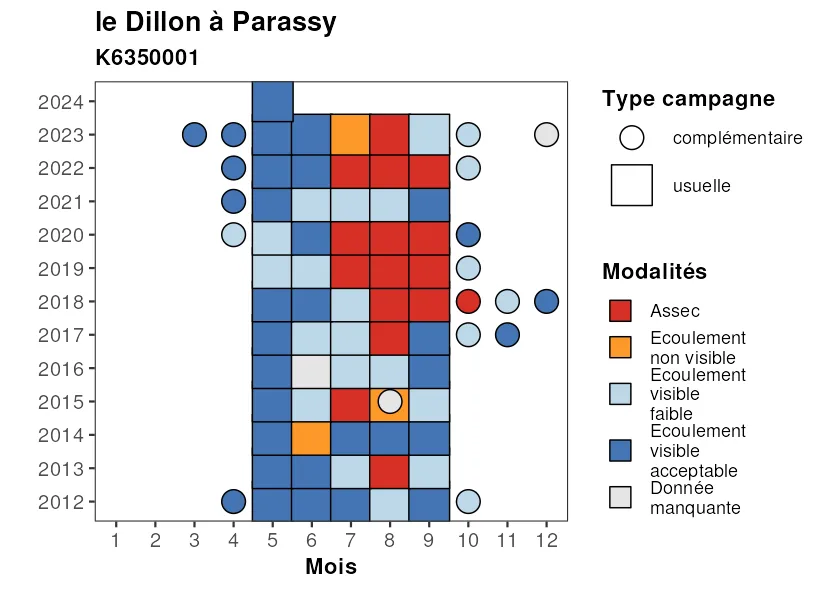 le Dillon à Parassy
K6350001
2024
2023
2022
2021
2020
2019
2018
2017
2016
2015
2014
2013
2012
1 2 3 4 5 6 7 8 9 10 11 12
Mois
Type campagne
complémentaire
usuelle
Modalités
Assec
Ecoulement
non visible
Ecoulement
visible
faible
Ecoulement
visible
acceptable
Donnée
manquante